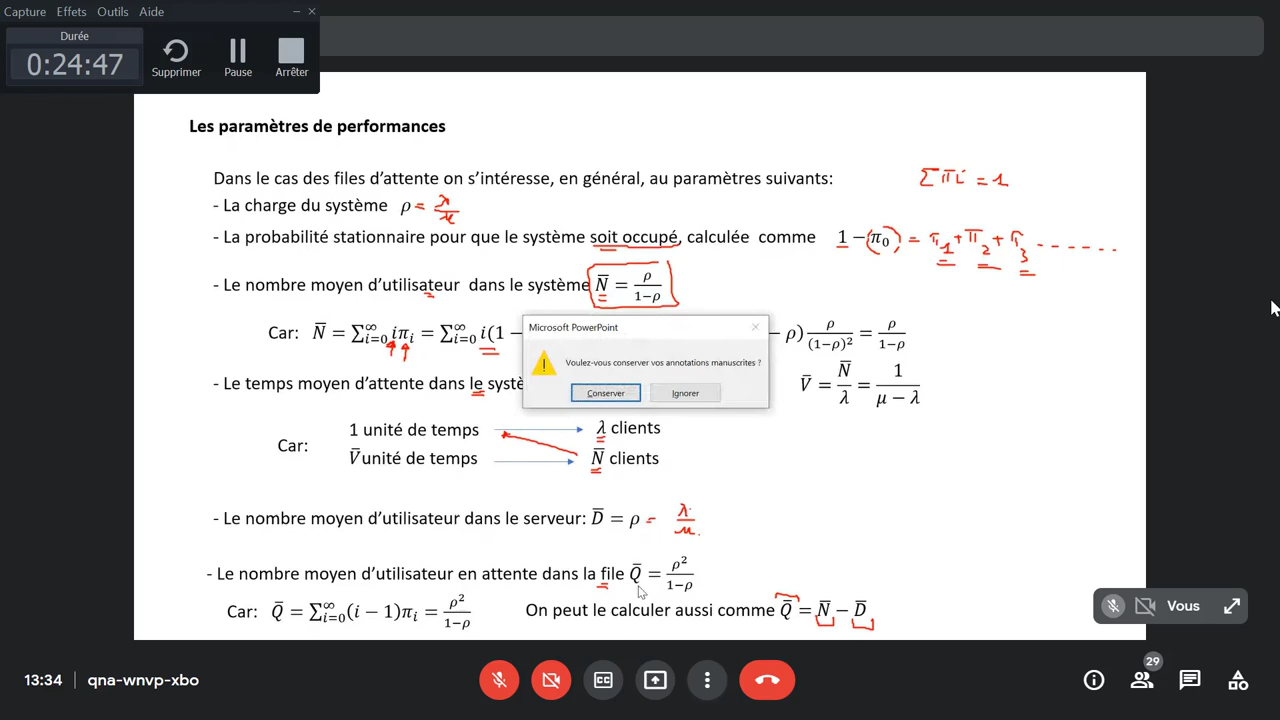 Capture Effets Outils Aide
Durée
0:24:47
Supprimer Pause Arrêter
Les paramètres de performances
Dans le cas des files d'attente on s'intéresse, en général, au paramètres suivants: Σ πi = 1
- La charge du système ρ = λ/μ
- La probabilité stationnaire pour que le système soit occupé, calculée comme 1 − π₀ = π₁ + π₂ + π₃ .......
- Le nombre moyen d'utilisateur dans le système N̄ = ρ/(1−ρ)
Car: N̄ = ∑_{i=0}^{∞} iπᵢ = ∑_{i=0}^{∞} i(1 − ρ) ρ/(1−ρ)² = ρ/(1−ρ)
- Le temps moyen d'attente dans le systè V̄ = N̄/λ = 1/(μ − λ)
Microsoft PowerPoint
Voulez-vous conserver vos annotations manuscrites ?
Conserver Ignorer
Car:
1 unité de temps λ clients
V̄ unité de temps N̄ clients
- Le nombre moyen d'utilisateur dans le serveur: D̄ = ρ = λ/μ
- Le nombre moyen d'utilisateur en attente dans la file Q̄ = ρ²/(1−ρ)
Car: Q̄ = ∑_{i=0}^{∞}(i − 1)πᵢ = ρ²/(1−ρ) On peut le calculer aussi comme Q̄ = N̄ − D̄
Vous
13:34 qna-wnvp-xbo
29